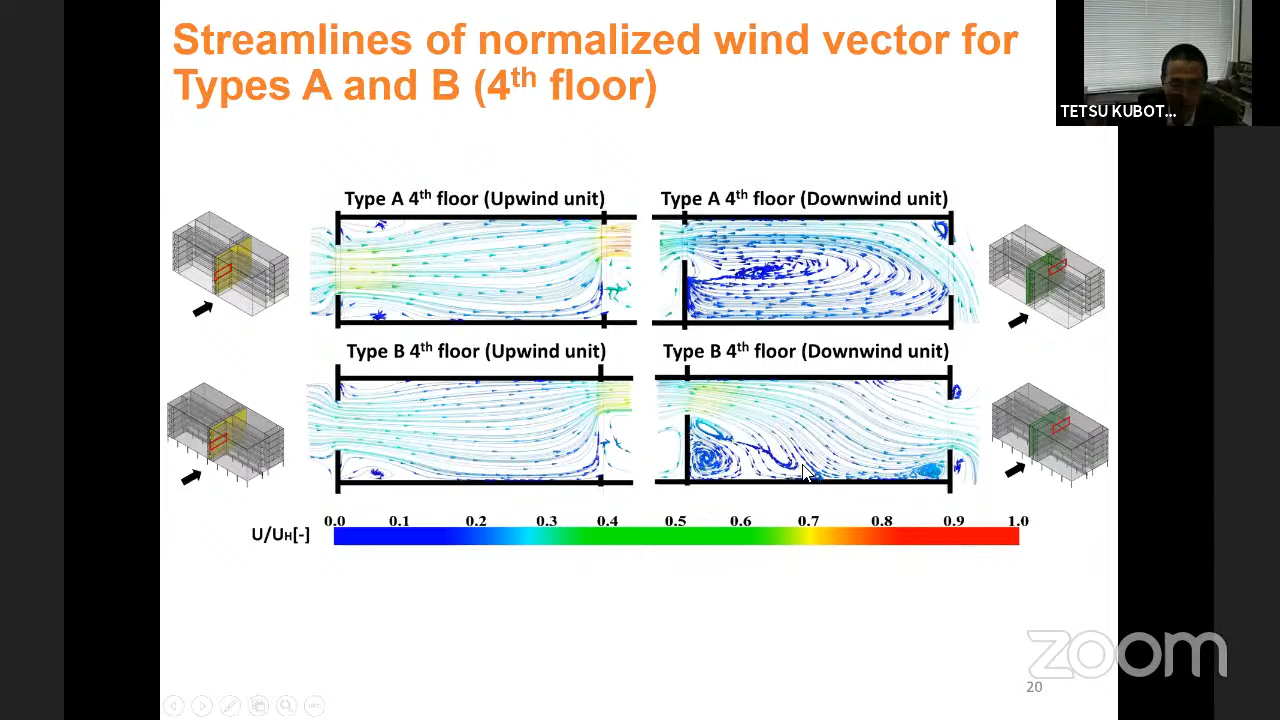 Streamlines of normalized wind vector for
Types A and B (4th floor)
TETSU KUBOT...
Type A 4th floor (Upwind unit)
Type A 4th floor (Downwind unit)
Type B 4th floor (Upwind unit)
Type B 4th floor (Downwind unit)
0.0 0.1 0.2 0.3 0.4 0.5 0.6 0.7 0.8 0.9 1.0
U/UH[-]
zoom
20